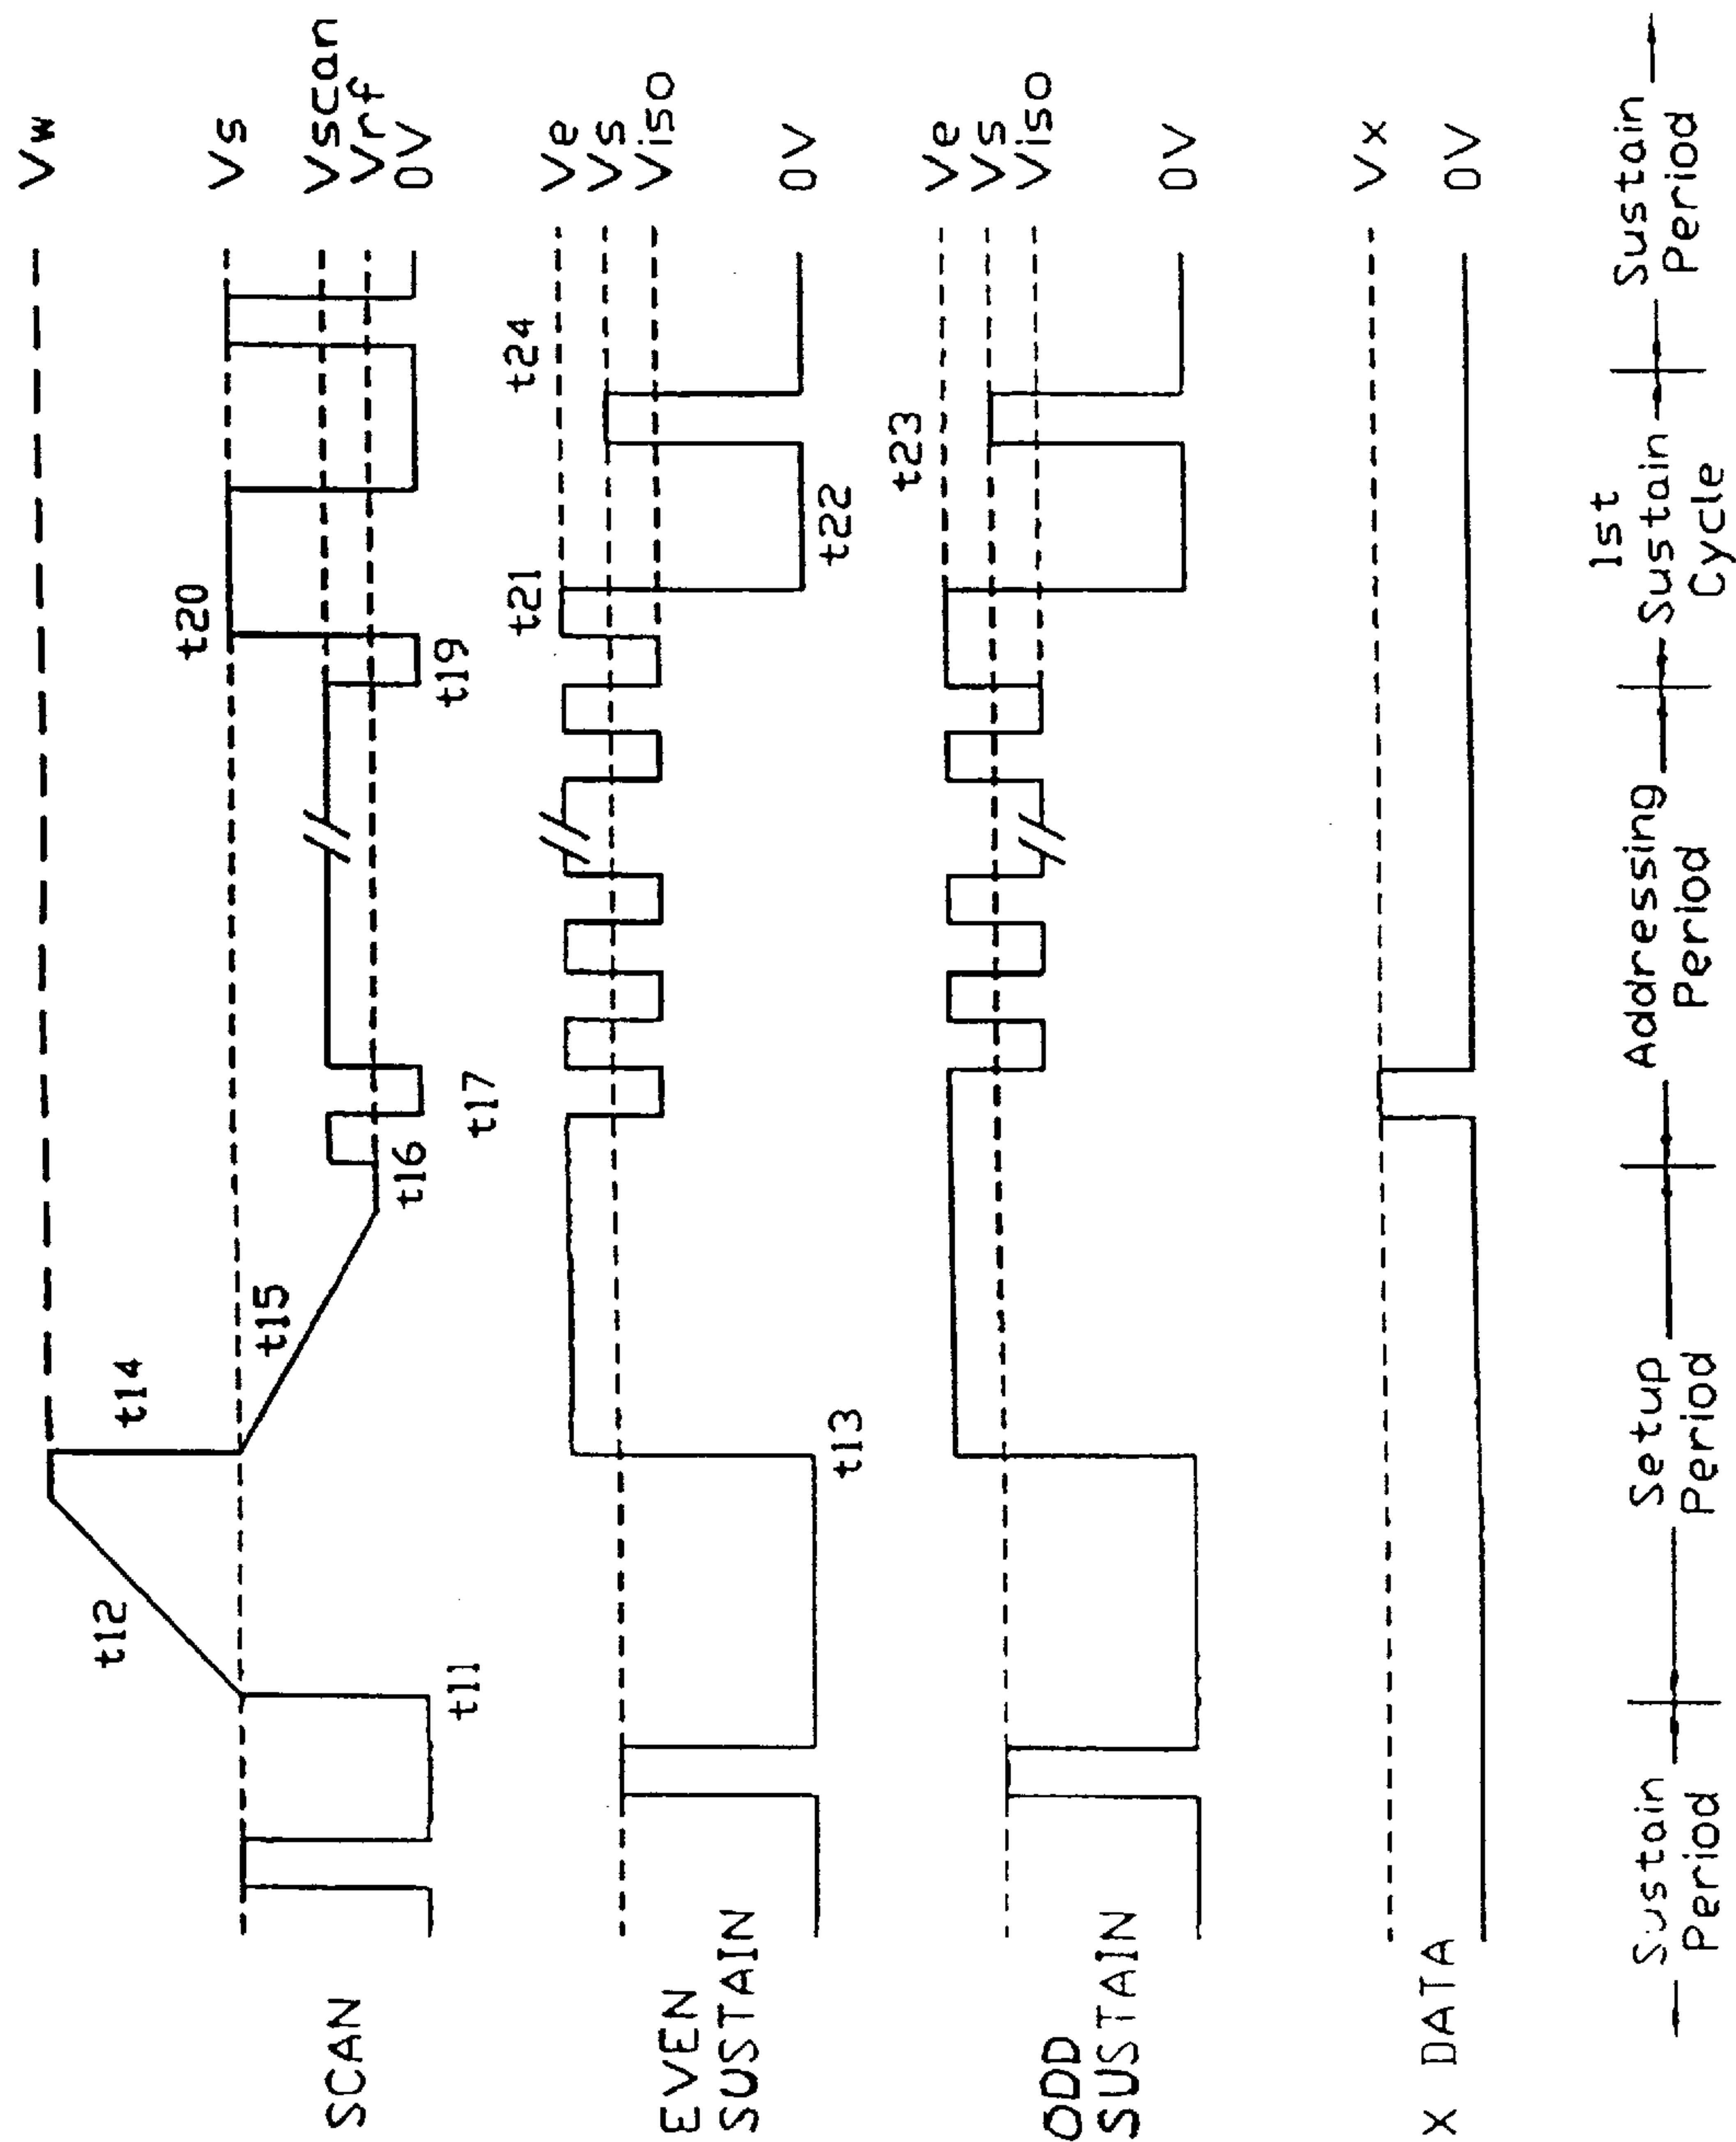 Vw
t14
t12
Vs
t20
t15
Vscan
Vrf
0V
t19
t16
t17
t11
SCAN
Ve
Vs
Viso
0V
t24
t21
t22
t13
EVEN
SUSTAIN
Ve
Vs
Viso
0V
t23
ODD
SUSTAIN
Vx
0V
X DATA
Sustain
Period
Setup
Period
Addressing
Period
1st
Sustain
Cycle
Sustain
Period